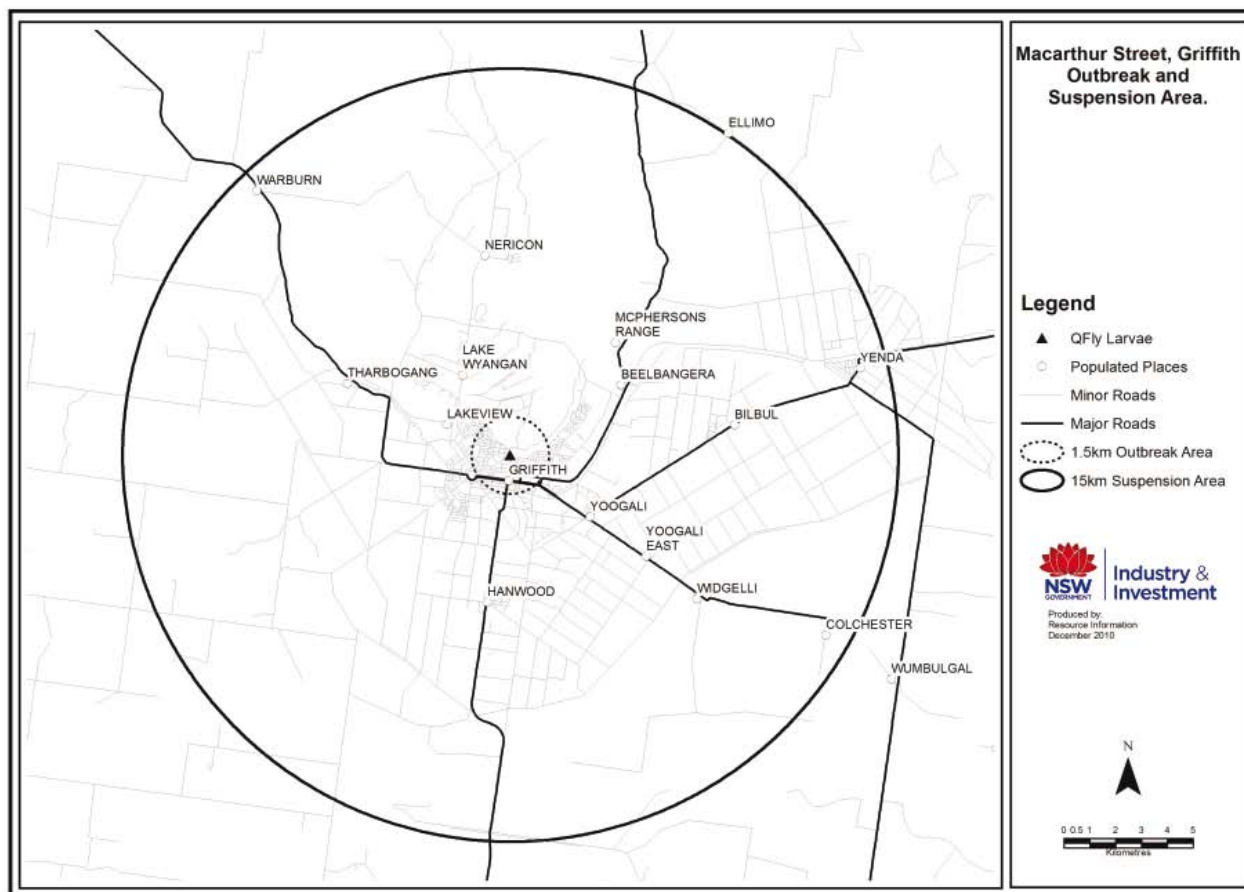 Macarthur Street, Griffith
Outbreak and
Suspension Area.
ELLIMO
WARBURN
NERICON
MCPHERSONS
RANGE
LAKE
WYANGAN
THARBOGANG
BEELBANGERA
YENDA
LAKEVIEW
BILBUL
GRIFFITH
YOOGALI
YOOGALI
EAST
HANWOOD
WIDGELLI
COLCHESTER
WUMBULGAL
Legend
QFly Larvae
Populated Places
Minor Roads
Major Roads
1.5km Outbreak Area
15km Suspension Area
NSW
GOVERNMENT
Industry &
Investment
Produced by:
Resource Information
December 2010
N
0 0.5 1 2 3 4 5
Kilometres